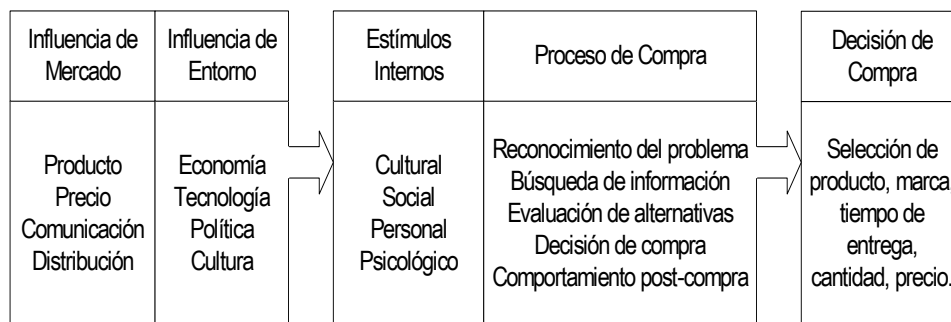 Influencia de
Mercado
Influencia de
Entorno
Estímulos
Internos
Proceso de Compra
Decisión de
Compra
Producto
Precio
Comunicación
Distribución
Economía
Tecnología
Política
Cultura
Cultural
Social
Personal
Psicológico
Reconocimiento del problema
Búsqueda de información
Evaluación de alternativas
Decisión de compra
Comportamiento post-compra
Selección de
producto, marca
tiempo de
entrega,
cantidad, precio.